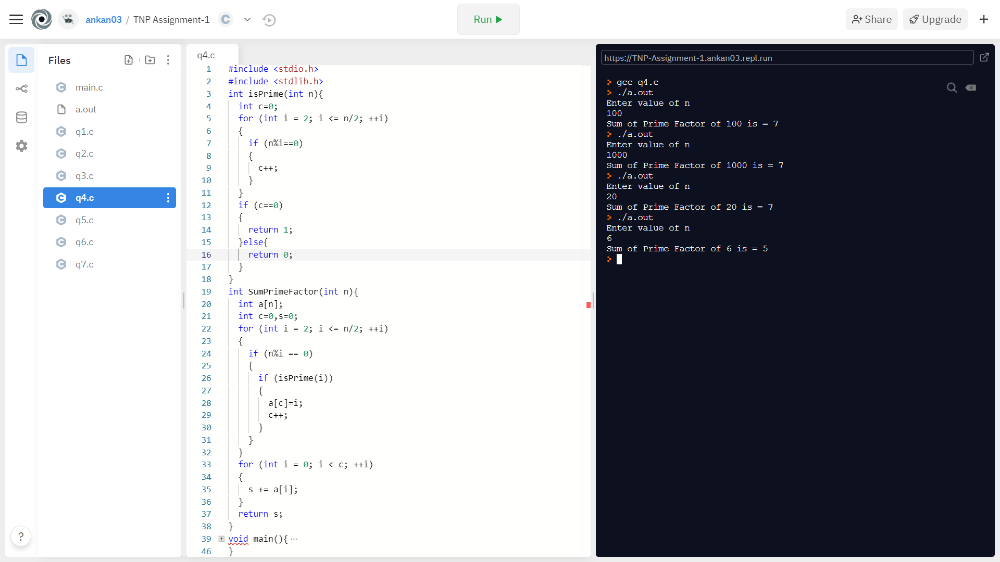 ankan03 / TNP Assignment-1 C
Run
Share
Upgrade
+
Files
main.c
a.out
q1.c
q2.c
q3.c
q4.c
q5.c
q6.c
q7.c
?
q4.c
1 #include <stdio.h>
2 #include <stdlib.h>
3 int isPrime(int n){
4 int c=0;
5 for (int i = 2; i <= n/2; ++i)
6 {
7 if (n%i==0)
8 {
9 c++;
10 }
11 }
12 if (c==0)
13 {
14 return 1;
15 }else{
16 return 0;
17 }
18 }
19 int SumPrimeFactor(int n){
20 int a[n];
21 int c=0,s=0;
22 for (int i = 2; i <= n/2; ++i)
23 {
24 if (n%i == 0)
25 {
26 if (isPrime(i))
27 {
28 a[c]=i;
29 c++;
30 }
31 }
32 }
33 for (int i = 0; i < c; ++i)
34 {
35 s += a[i];
36 }
37 return s;
38 }
39 void main(){ ···
46 }
https://TNP-Assignment-1.ankan03.repl.run
> gcc q4.c
> ./a.out
Enter value of n
100
Sum of Prime Factor of 100 is = 7
> ./a.out
Enter value of n
1000
Sum of Prime Factor of 1000 is = 7
> ./a.out
Enter value of n
20
Sum of Prime Factor of 20 is = 7
> ./a.out
Enter value of n
6
Sum of Prime Factor of 6 is = 5
>